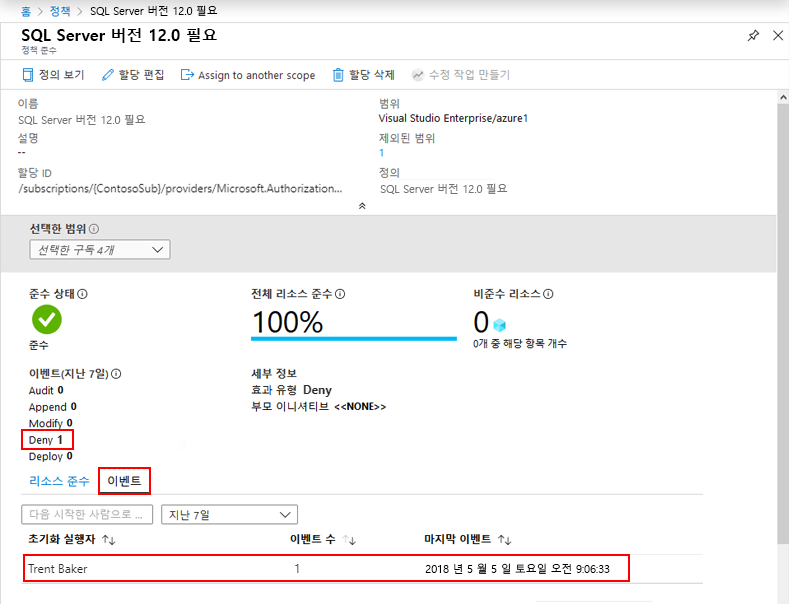 홈 > 정책 > SQL Server 버전 12.0 필요
SQL Server 버전 12.0 필요
정책 준수
정의 보기 할당 편집 Assign to another scope 할당 삭제 수정 작업 만들기
이름
SQL Server 버전 12.0 필요
설명
--
할당 ID
/subscriptions/{ContosoSub}/providers/Microsoft.Authorization...
범위
Visual Studio Enterprise/azure1
제외된 범위
1
정의
SQL Server 버전 12.0 필요
선택한 범위
선택한 구독 4개
준수 상태
준수
전체 리소스 준수
100%
비준수 리소스
0
0개 중 해당 항목 개수
이벤트(지난 7일)
Audit 0
Append 0
Modify 0
Deny 1
Deploy 0
세부 정보
효과 유형 Deny
부모 이니셔티브 <<NONE>>
리소스 준수 이벤트
다음 시작한 사람으로 ... 지난 7일
초기화 실행자 이벤트 수 마지막 이벤트
Trent Baker 1 2018 년 5 월 5 일 토요일 오전 9:06:33